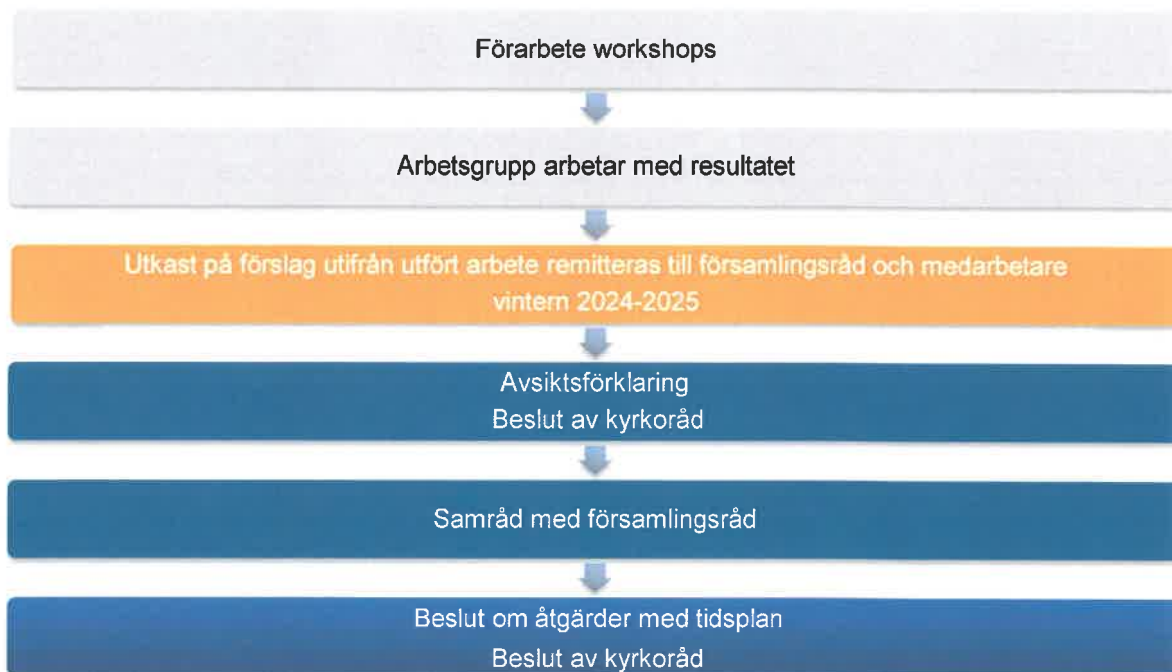 Förarbete workshops
Arbetsgrupp arbetar med resultatet
Utkast på förslag utifrån utfört arbete remitteras till församlingsråd och medarbetare
vintern 2024-2025
Avsiktsförklaring
Beslut av kyrkoråd
Samråd med församlingsråd
Beslut om åtgärder med tidsplan
Beslut av kyrkoråd